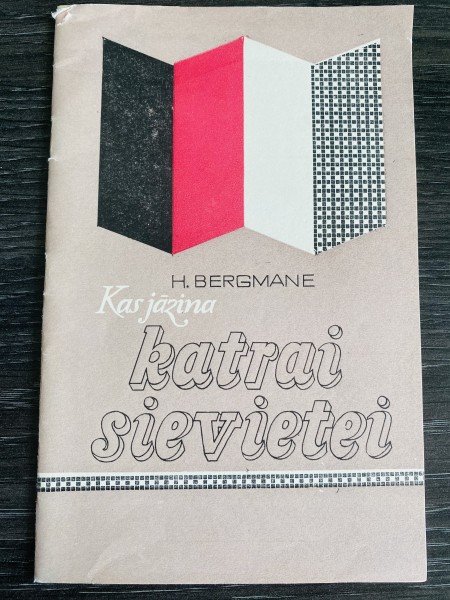 H. BERGMANE
Kas jāzina
katrai
sievietei